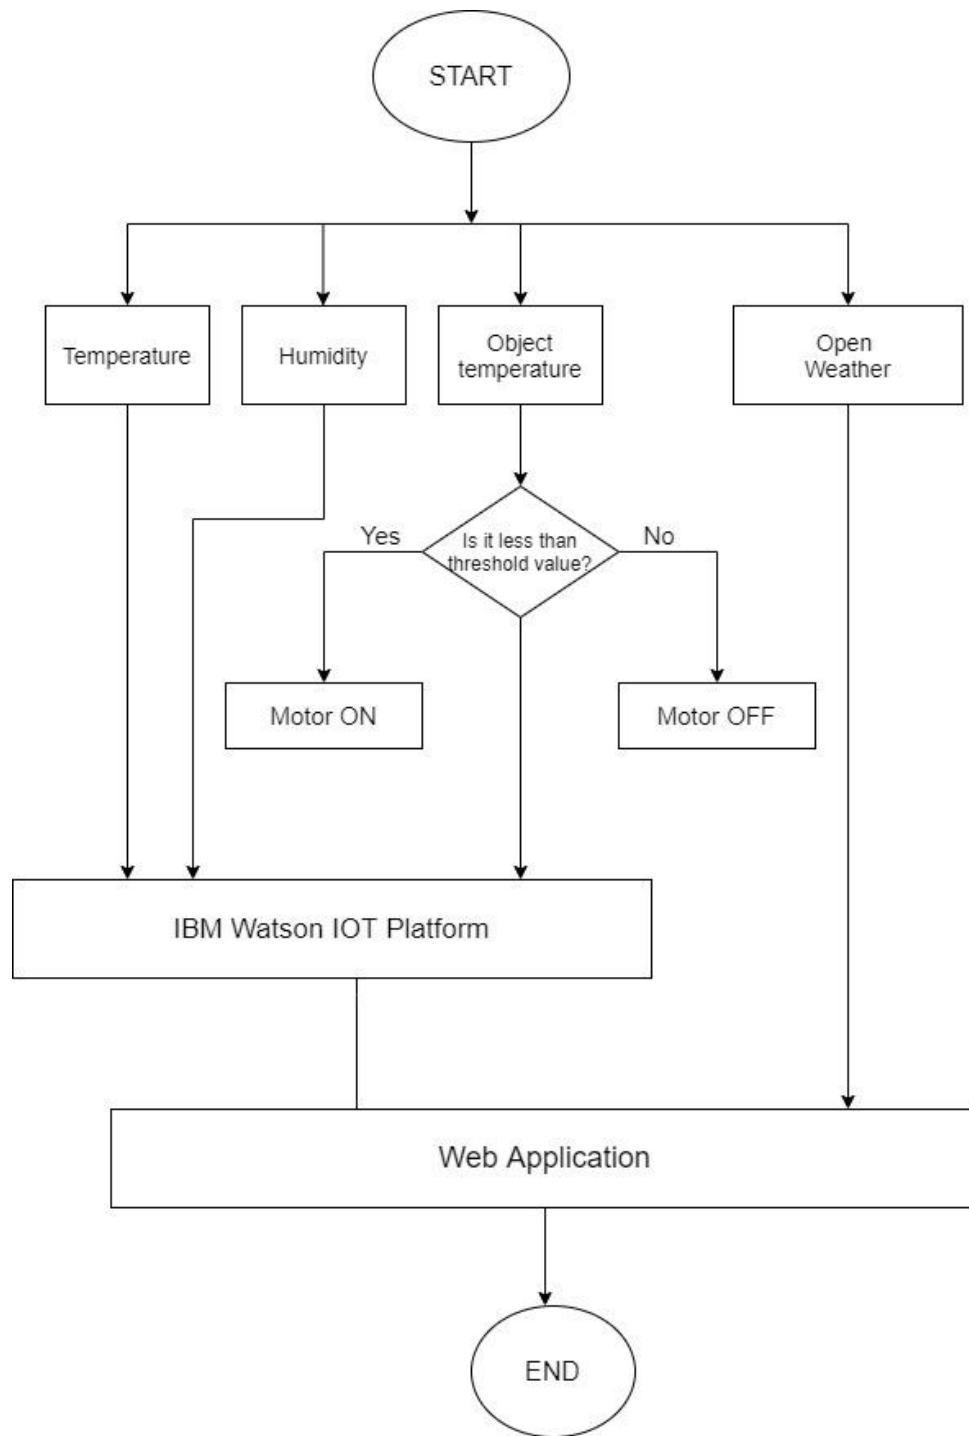 START
Temperature
Humidity
Object
temperature
Open
Weather
Yes
Is it less than
threshold value?
No
Motor ON
Motor OFF
IBM Watson IOT Platform
Web Application
END